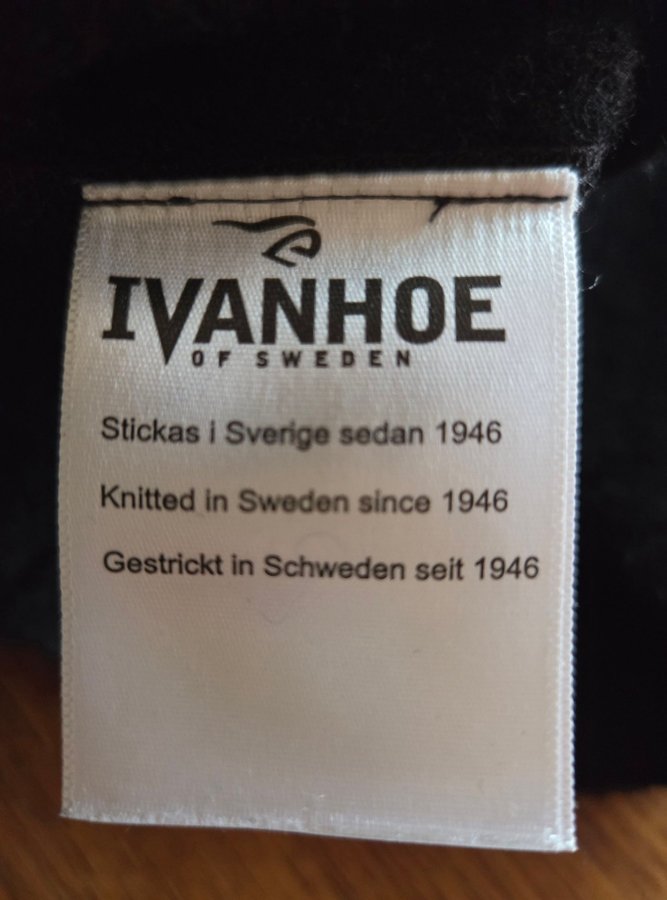 IVANHOE
OF SWEDEN
Stickas i Sverige sedan 1946
Knitted in Sweden since 1946
Gestrickt in Schweden seit 1946